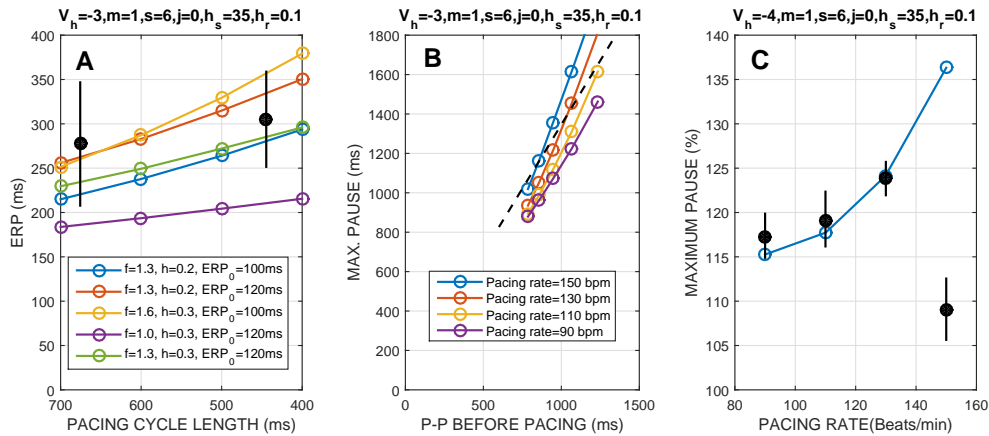 V_h=-3,m=1,s=6,j=0,h_s=35,h_r=0.1
A
400
350
300
250
200
150
100
50
0
ERP (ms)
f=1.3, h=0.2, ERP_0=100ms
f=1.3, h=0.2, ERP_0=120ms
f=1.6, h=0.3, ERP_0=100ms
f=1.0, h=0.3, ERP_0=120ms
f=1.3, h=0.3, ERP_0=120ms
700 600 500 400
PACING CYCLE LENGTH (ms)
V_h=-3,m=1,s=6,j=0,h_s=35,h_r=0.1
B
1800
1600
1400
1200
1000
800
600
400
200
0
MAX. PAUSE (ms)
Pacing rate=150 bpm
Pacing rate=130 bpm
Pacing rate=110 bpm
Pacing rate=90 bpm
0 500 1000 1500
P-P BEFORE PACING (ms)
V_h=-4,m=1,s=6,j=0,h_s=35,h_r=0.1
C
140
135
130
125
120
115
110
105
100
MAXIMUM PAUSE (%)
80 100 120 140 160
PACING RATE(Beats/min)